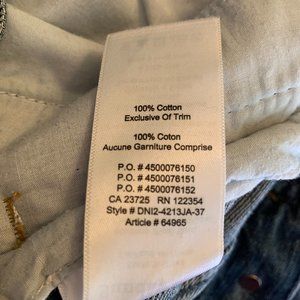 100% Cotton
Exclusive Of Trim
100% Coton
Aucune Garniture Comprise
P.O. # 4500076150
P.O. # 4500076151
P.O. # 4500076152
CA 23725 RN 122354
Style # DNI2-4213JA-37
Article # 64965